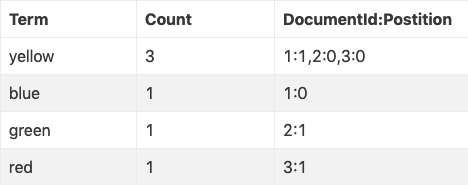 Term Count DocumentId:Postition
yellow 3 1:1,2:0,3:0
blue 1 1:0
green 1 2:1
red 1 3:1